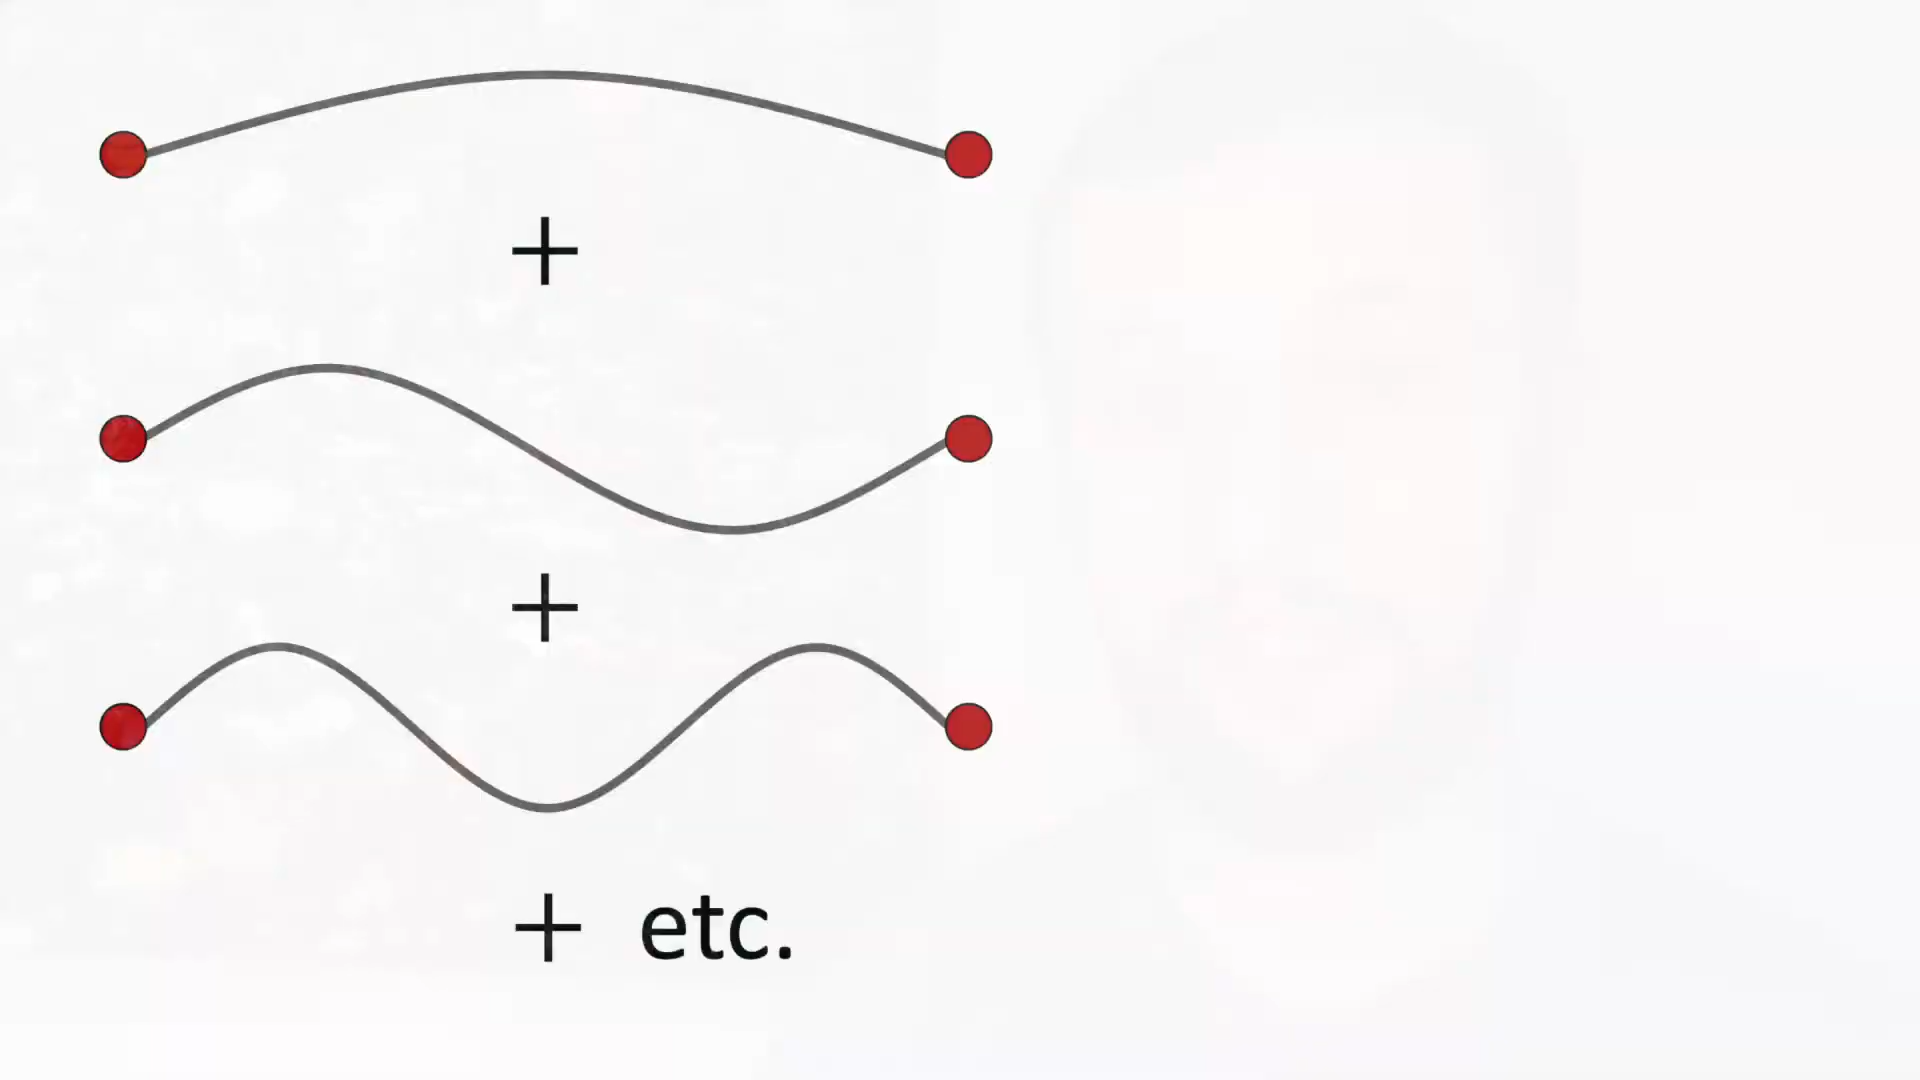 +
+
+ etc.